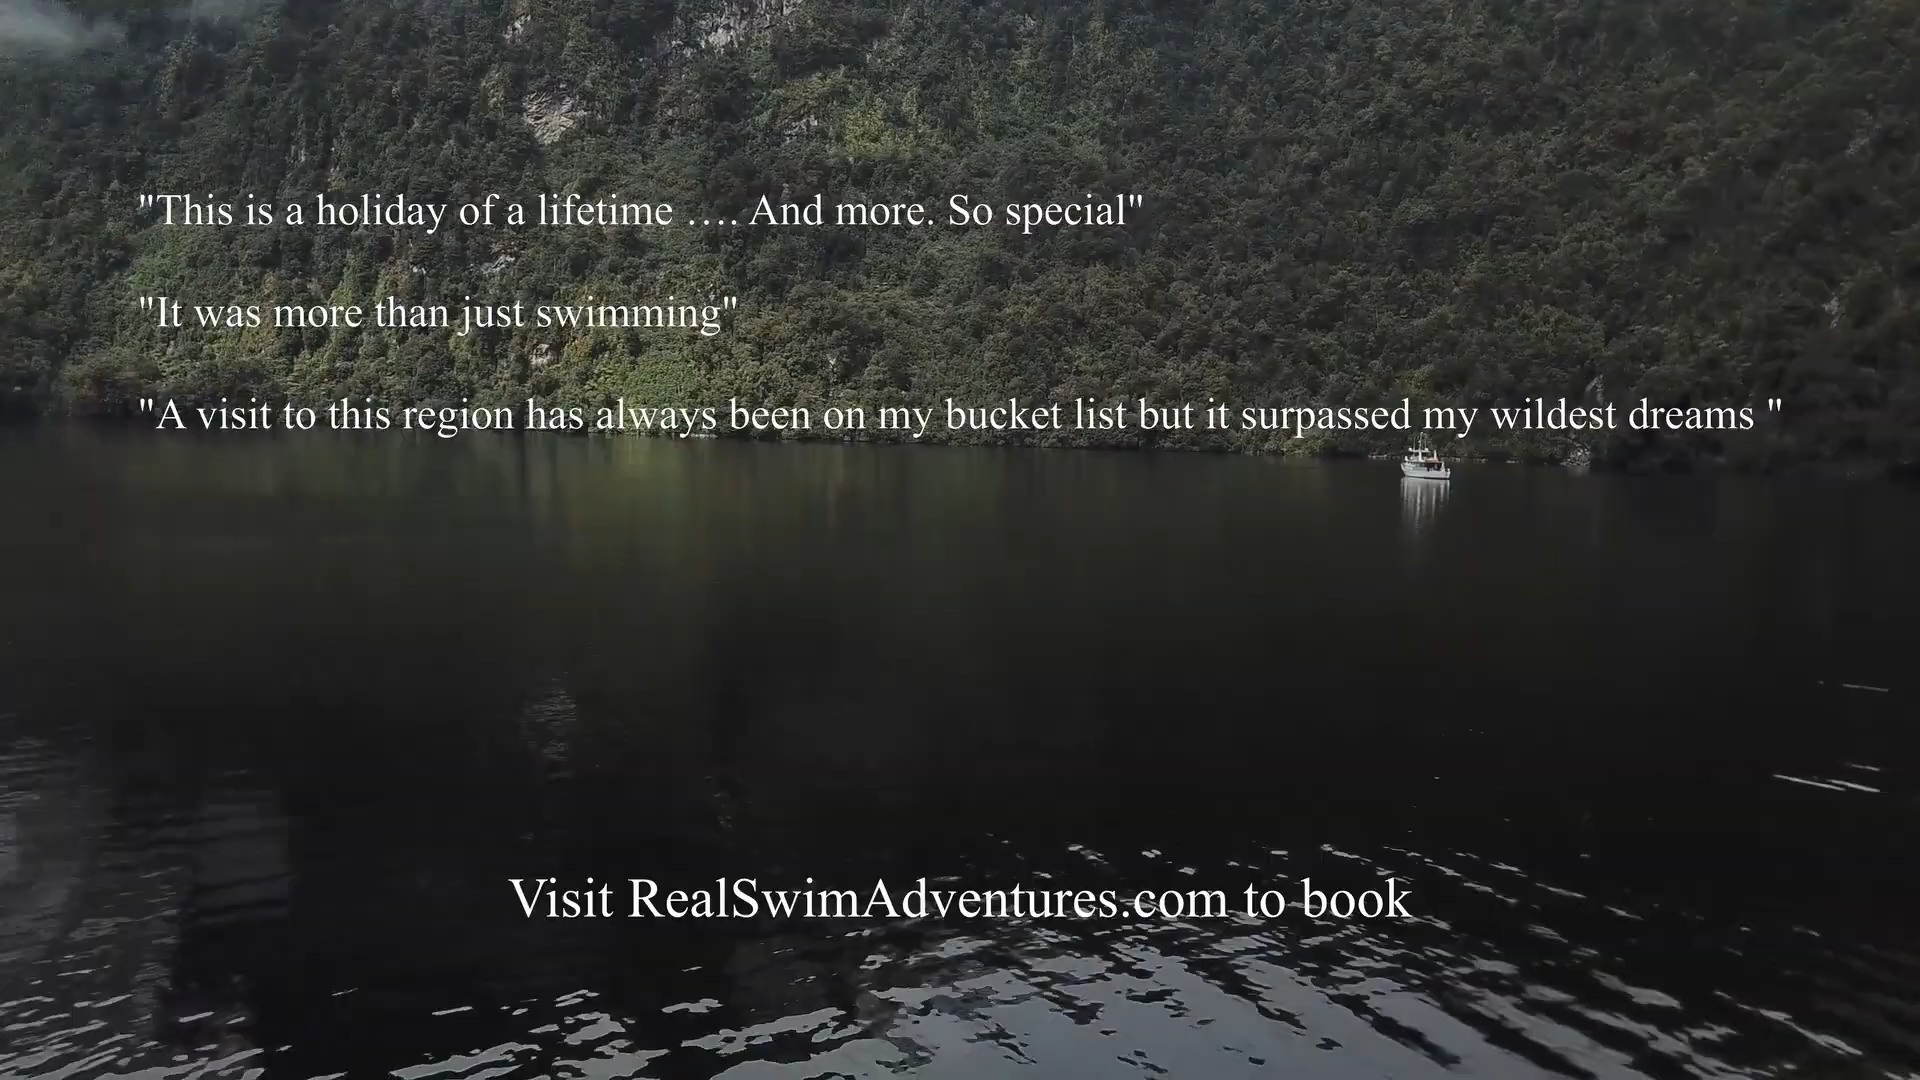 "This is a holiday of a lifetime …. And more. So special"
"It was more than just swimming"
"A visit to this region has always been on my bucket list but it surpassed my wildest dreams "
Visit RealSwimAdventures.com to book